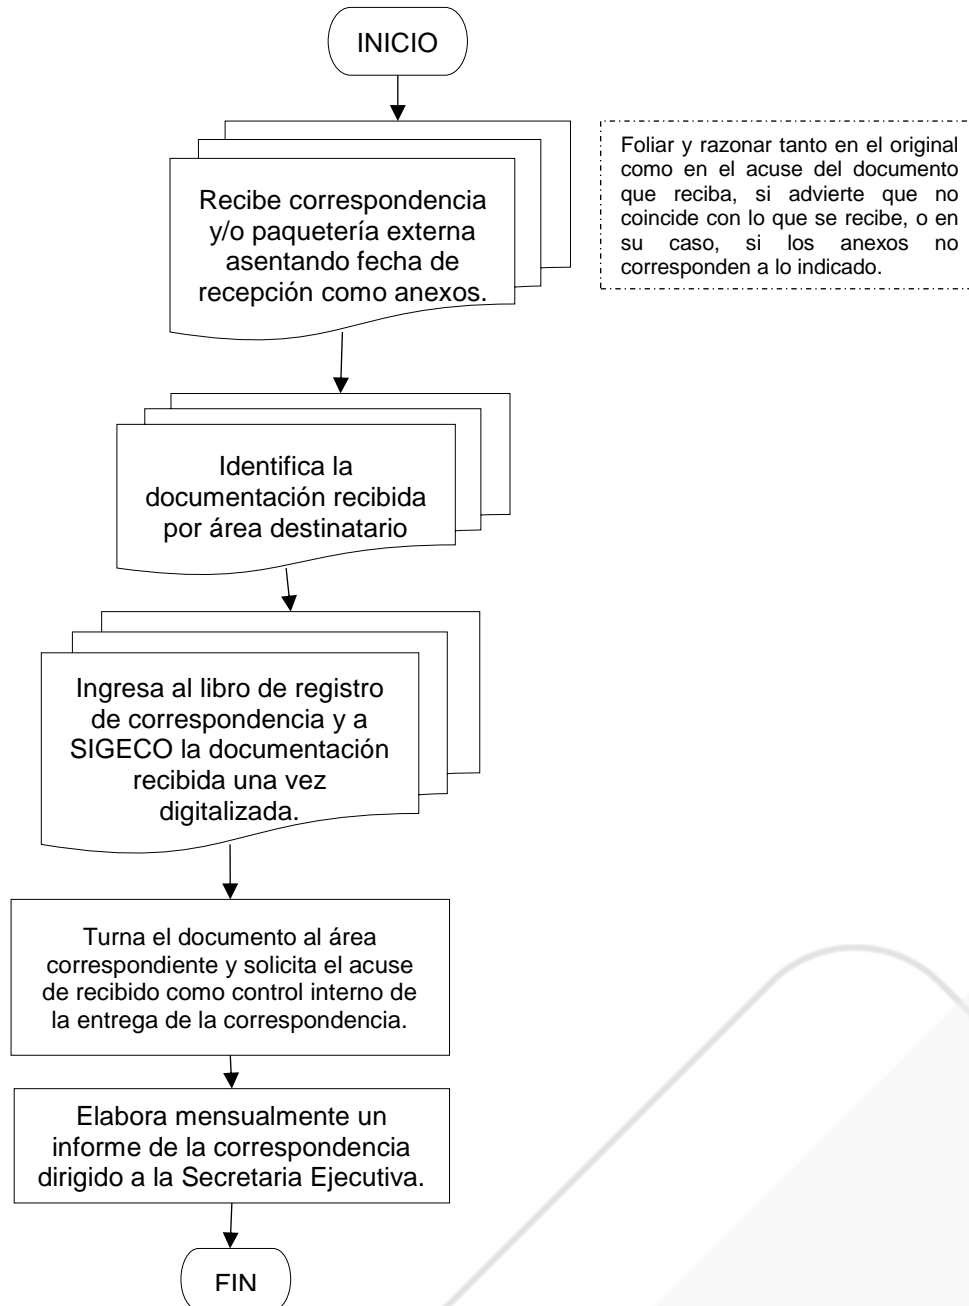 INICIO
Recibe correspondencia
y/o paquetería externa
asentando fecha de
recepción como anexos.
Foliar y razonar tanto en el original
como en el acuse del documento
que reciba, si advierte que no
coincide con lo que se recibe, o en
su caso, si los anexos no
corresponden a lo indicado.
Identifica la
documentación recibida
por área destinatario
Ingresa al libro de registro
de correspondencia y a
SIGECO la documentación
recibida una vez
digitalizada.
Turna el documento al área
correspondiente y solicita el acuse
de recibido como control interno de
la entrega de la correspondencia.
Elabora mensualmente un
informe de la correspondencia
dirigido a la Secretaria Ejecutiva.
FIN